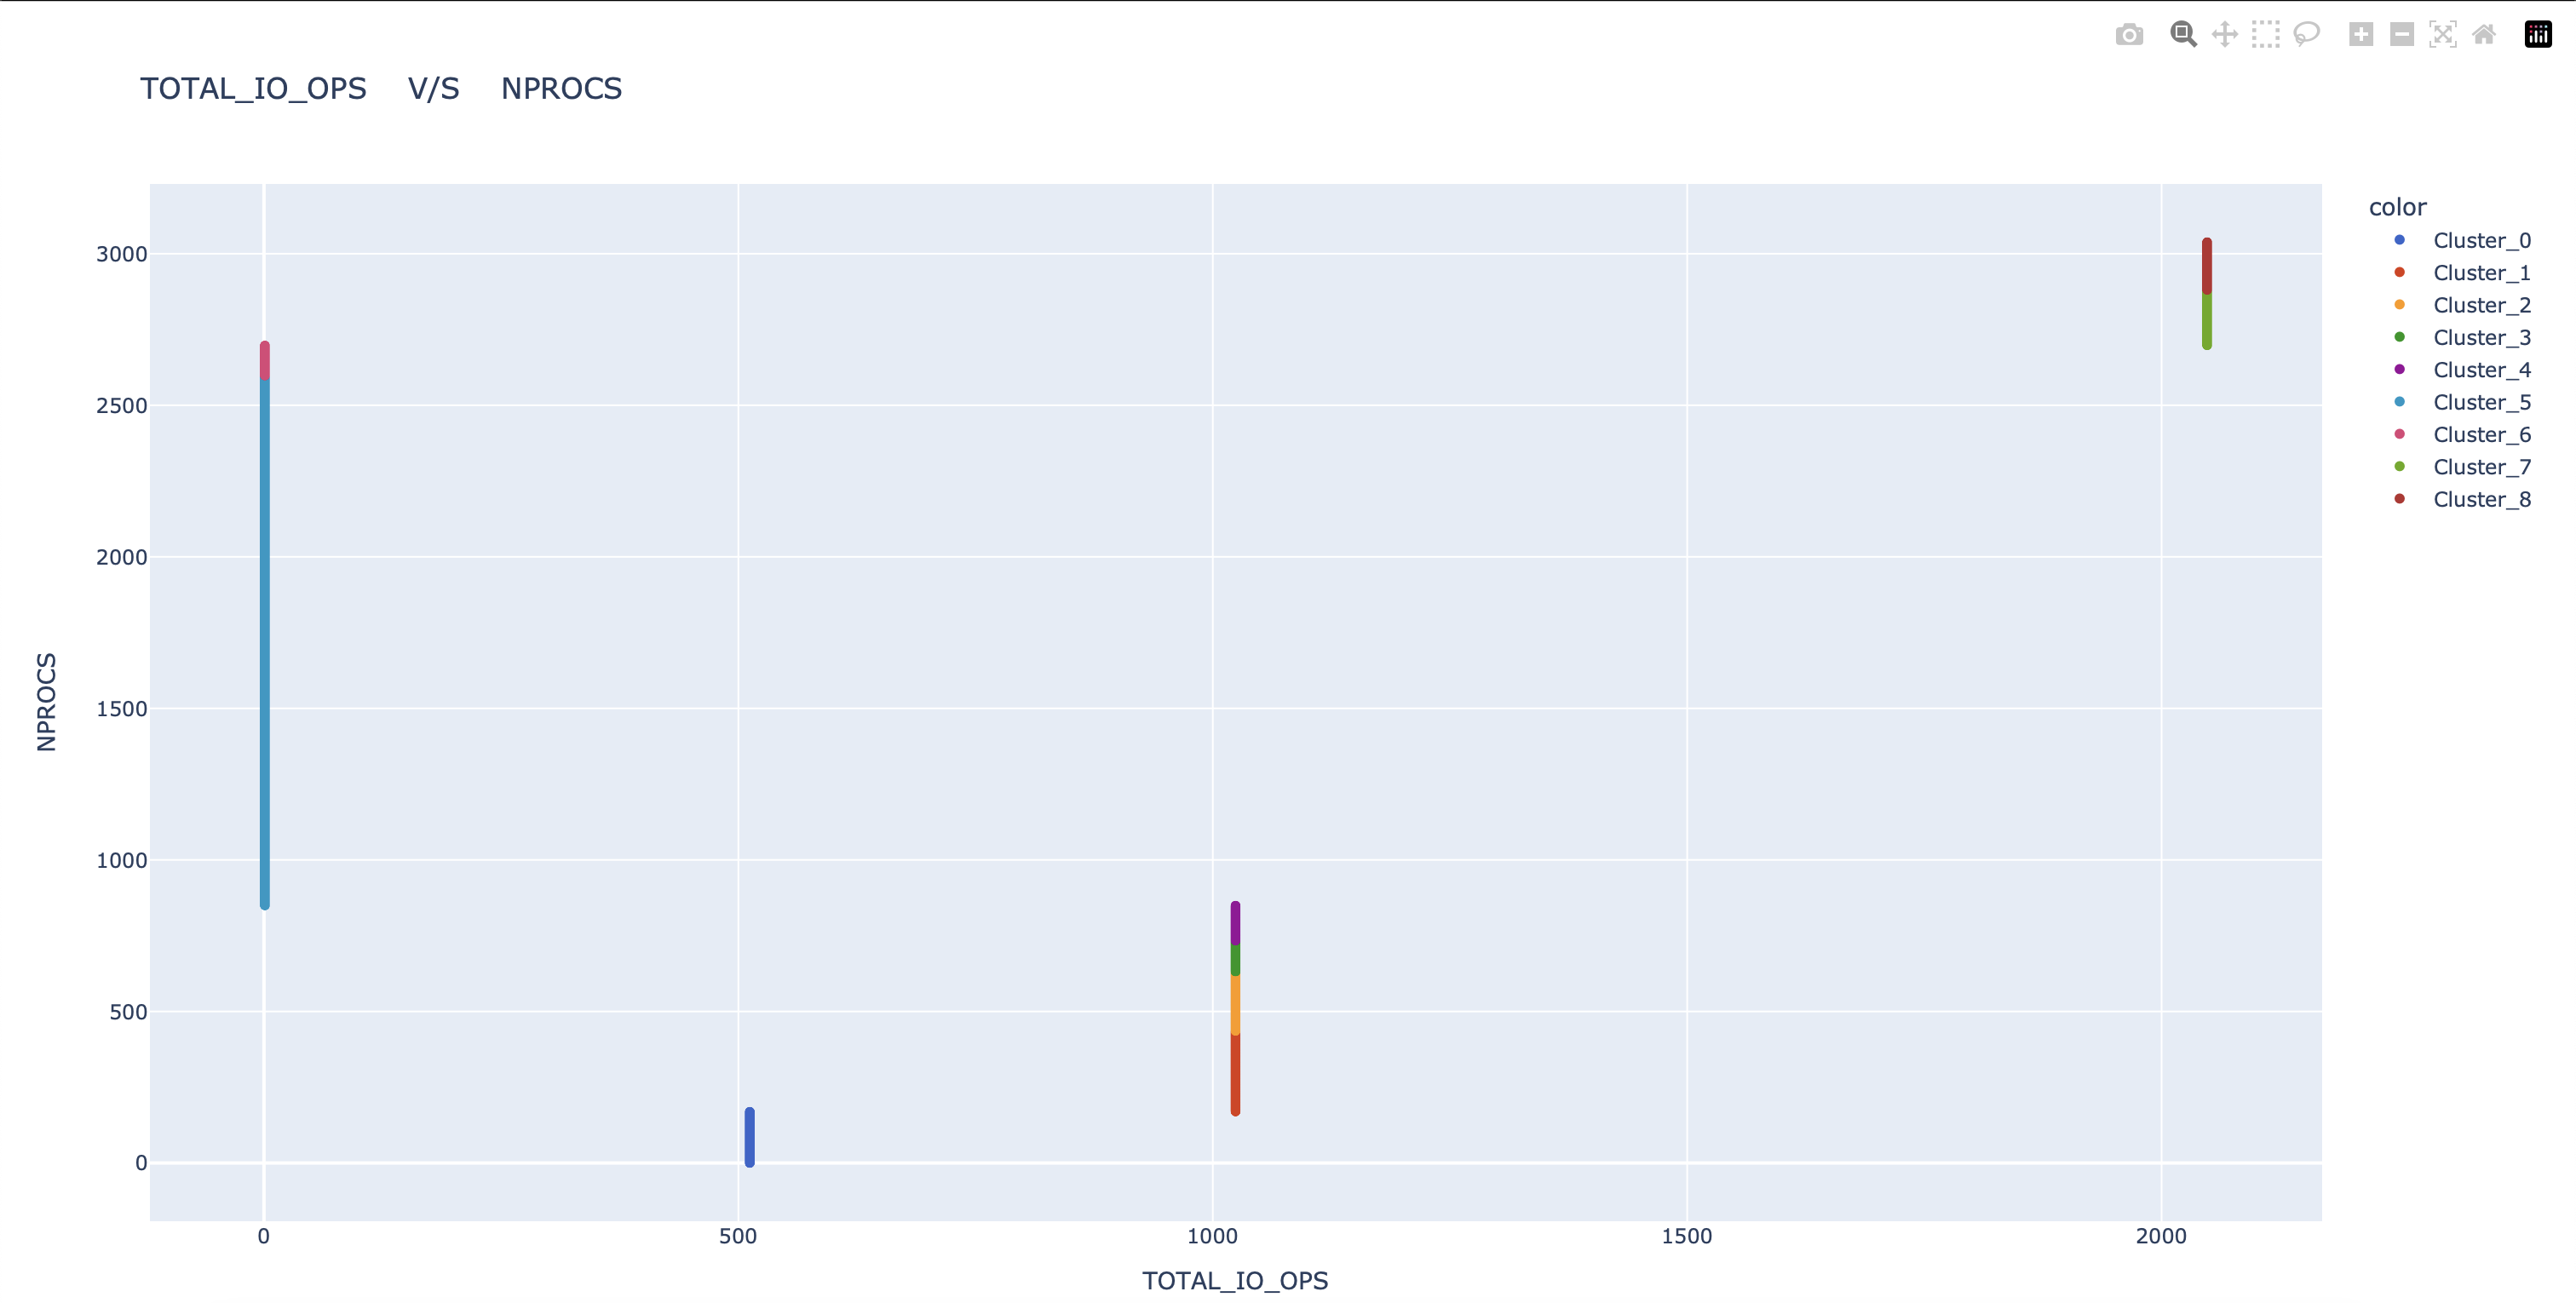 TOTAL_IO_OPS V/S NPROCS
color
Cluster_0
Cluster_1
Cluster_2
Cluster_3
Cluster_4
Cluster_5
Cluster_6
Cluster_7
Cluster_8
3000
2500
2000
1500
1000
500
0
NPROCS
0 500 1000 1500 2000
TOTAL_IO_OPS